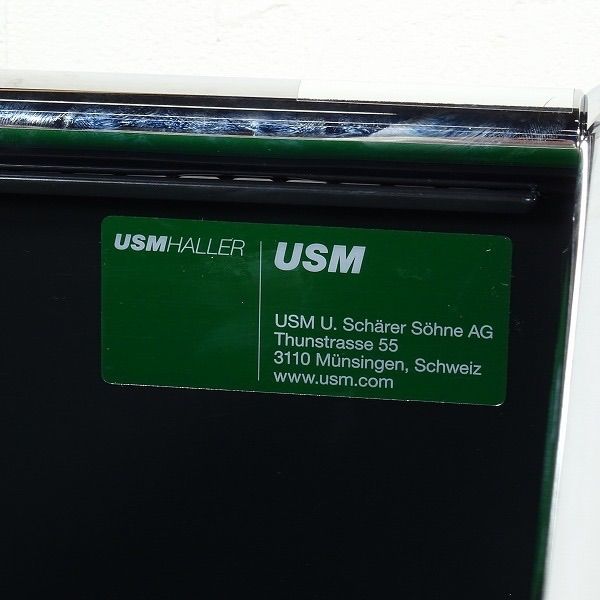 USMHALLER
USM
USM U. Schärer Söhne AG
Thunstrasse 55
3110 Münsingen, Schweiz
www.usm.com